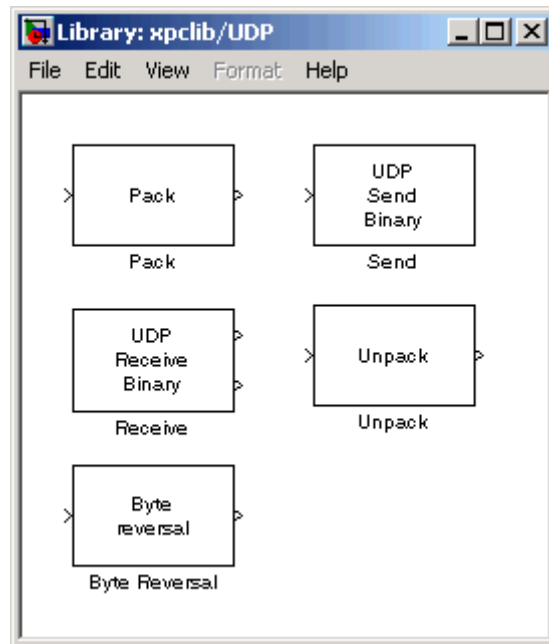 Library: xpclib/UDP
File Edit View Format Help
Pack
Pack
UDP
Send
Binary
Send
UDP
Receive
Binary
Receive
Unpack
Unpack
Byte
reversal
Byte Reversal